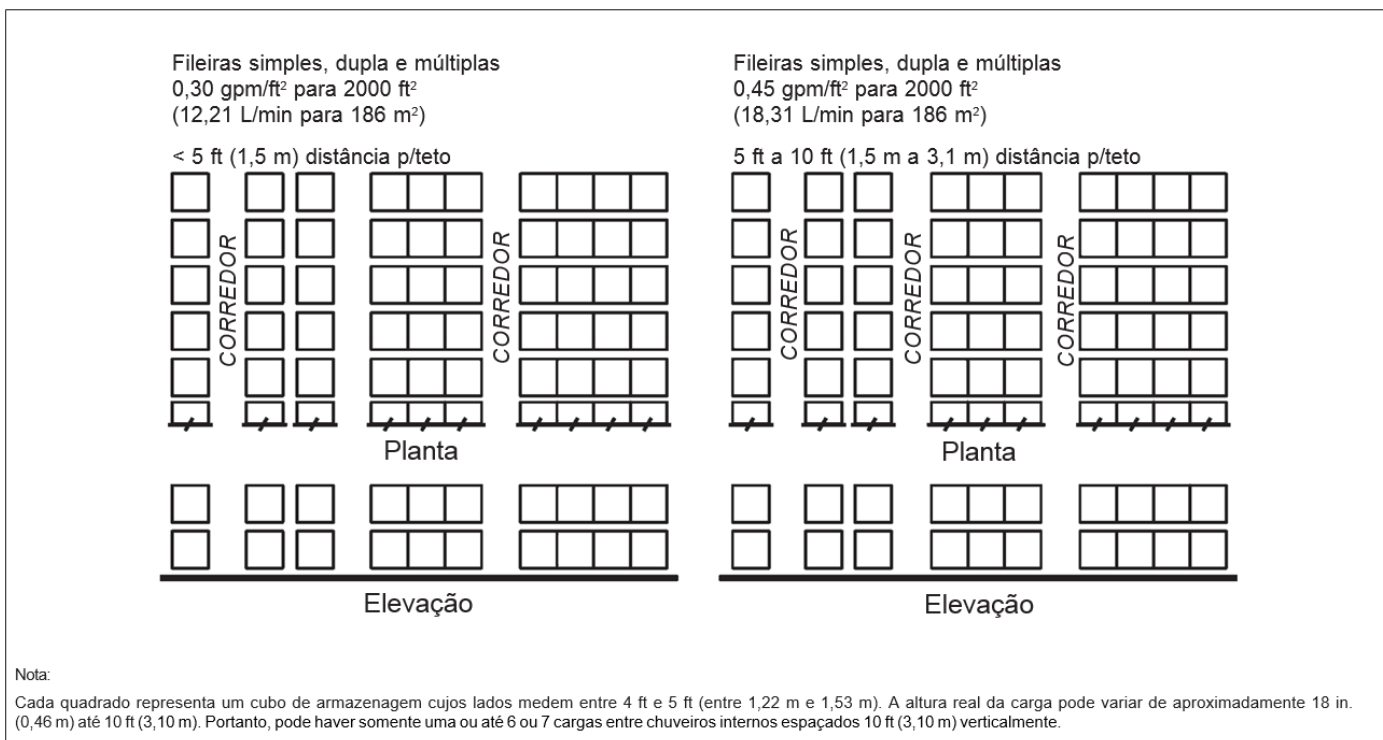 Fileiras simples, dupla e múltiplas
0,30 gpm/ft² para 2000 ft²
(12,21 L/min para 186 m²)
< 5 ft (1,5 m) distância p/teto
CORREDOR
CORREDOR
Planta
Elevação
Fileiras simples, dupla e múltiplas
0,45 gpm/ft² para 2000 ft²
(18,31 L/min para 186 m²)
5 ft a 10 ft (1,5 m a 3,1 m) distância p/teto
CORREDOR
CORREDOR
CORREDOR
Planta
Elevação
Nota:
Cada quadrado representa um cubo de armazenagem cujos lados medem entre 4 ft e 5 ft (entre 1,22 m e 1,53 m). A altura real da carga pode variar de aproximadamente 18 in.
(0,46 m) até 10 ft (3,10 m). Portanto, pode haver somente uma ou até 6 ou 7 cargas entre chuveiros internos espaçados 10 ft (3,10 m) verticalmente.